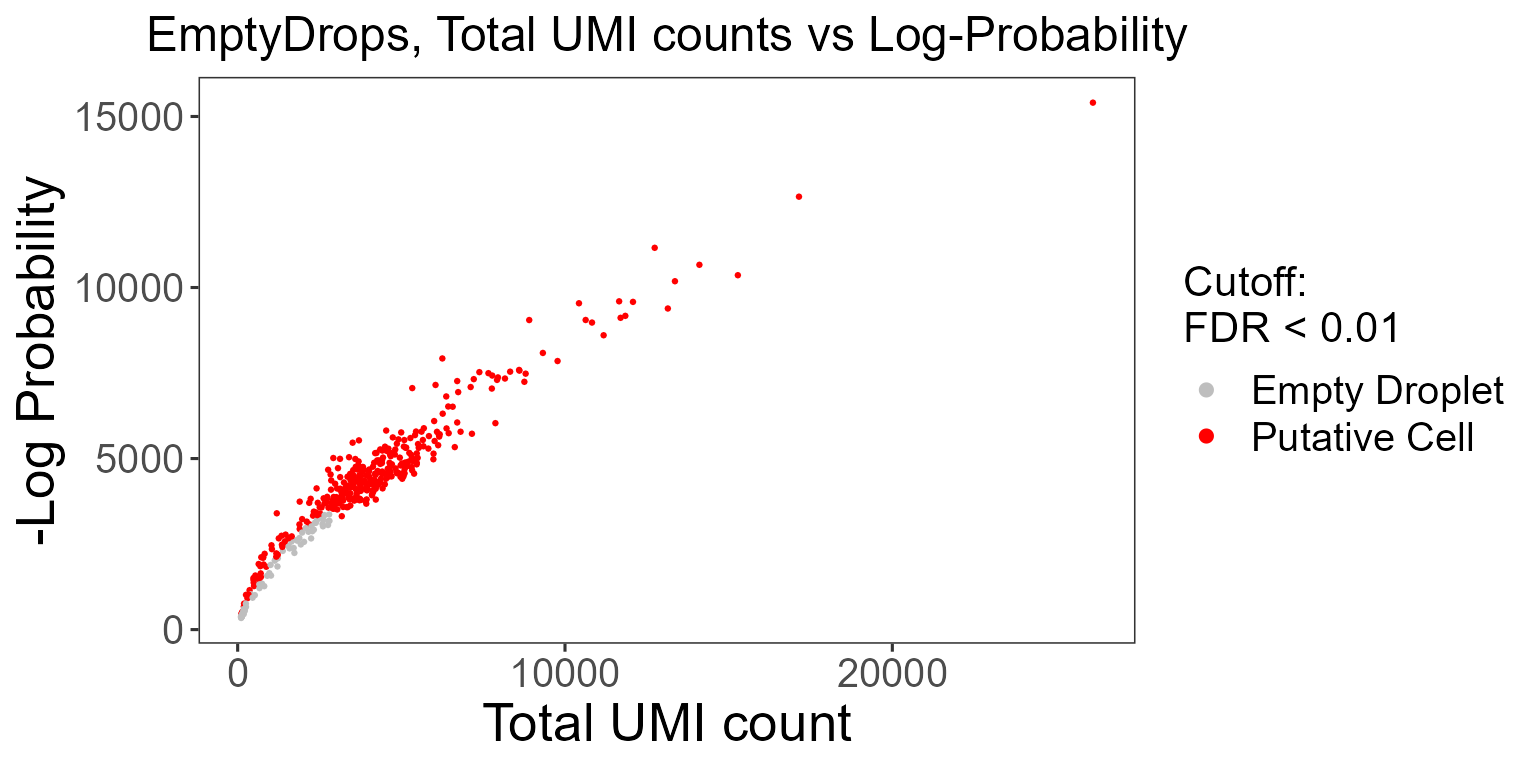 EmptyDrops, Total UMI counts vs Log-Probability
-Log Probability
15000
10000
5000
0
0
10000
20000
Total UMI count
Cutoff:
FDR < 0.01
Empty Droplet
Putative Cell